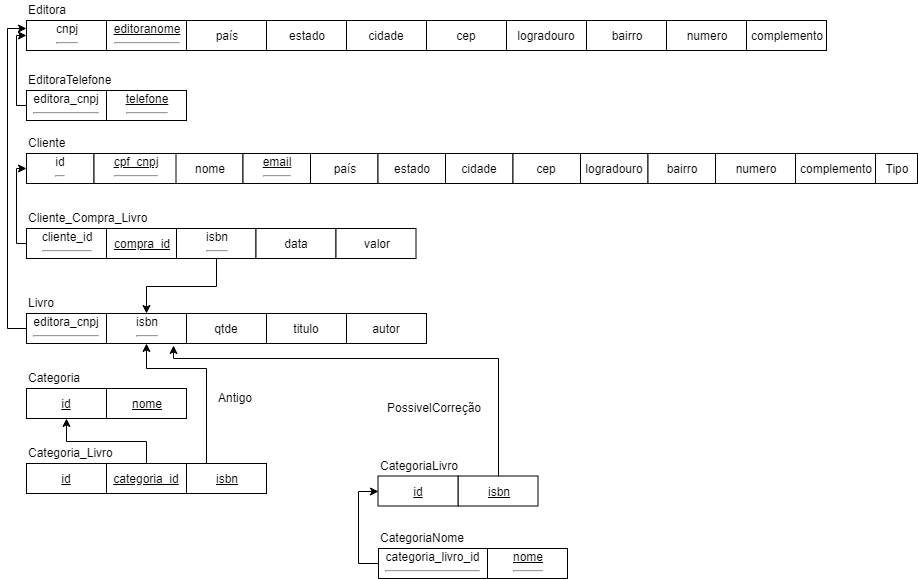 Editora
cnpj editoranome país estado cidade cep logradouro bairro numero complemento
EditoraTelefone
editora_cnpj telefone
Cliente
id cpf_cnpj nome email país estado cidade cep logradouro bairro numero complemento Tipo
Cliente_Compra_Livro
cliente_id compra_id isbn data valor
Livro
editora_cnpj isbn qtde titulo autor
Categoria
id nome
Antigo
PossivelCorreção
Categoria_Livro
id categoria_id isbn
CategoriaLivro
id isbn
CategoriaNome
categoria_livro_id nome